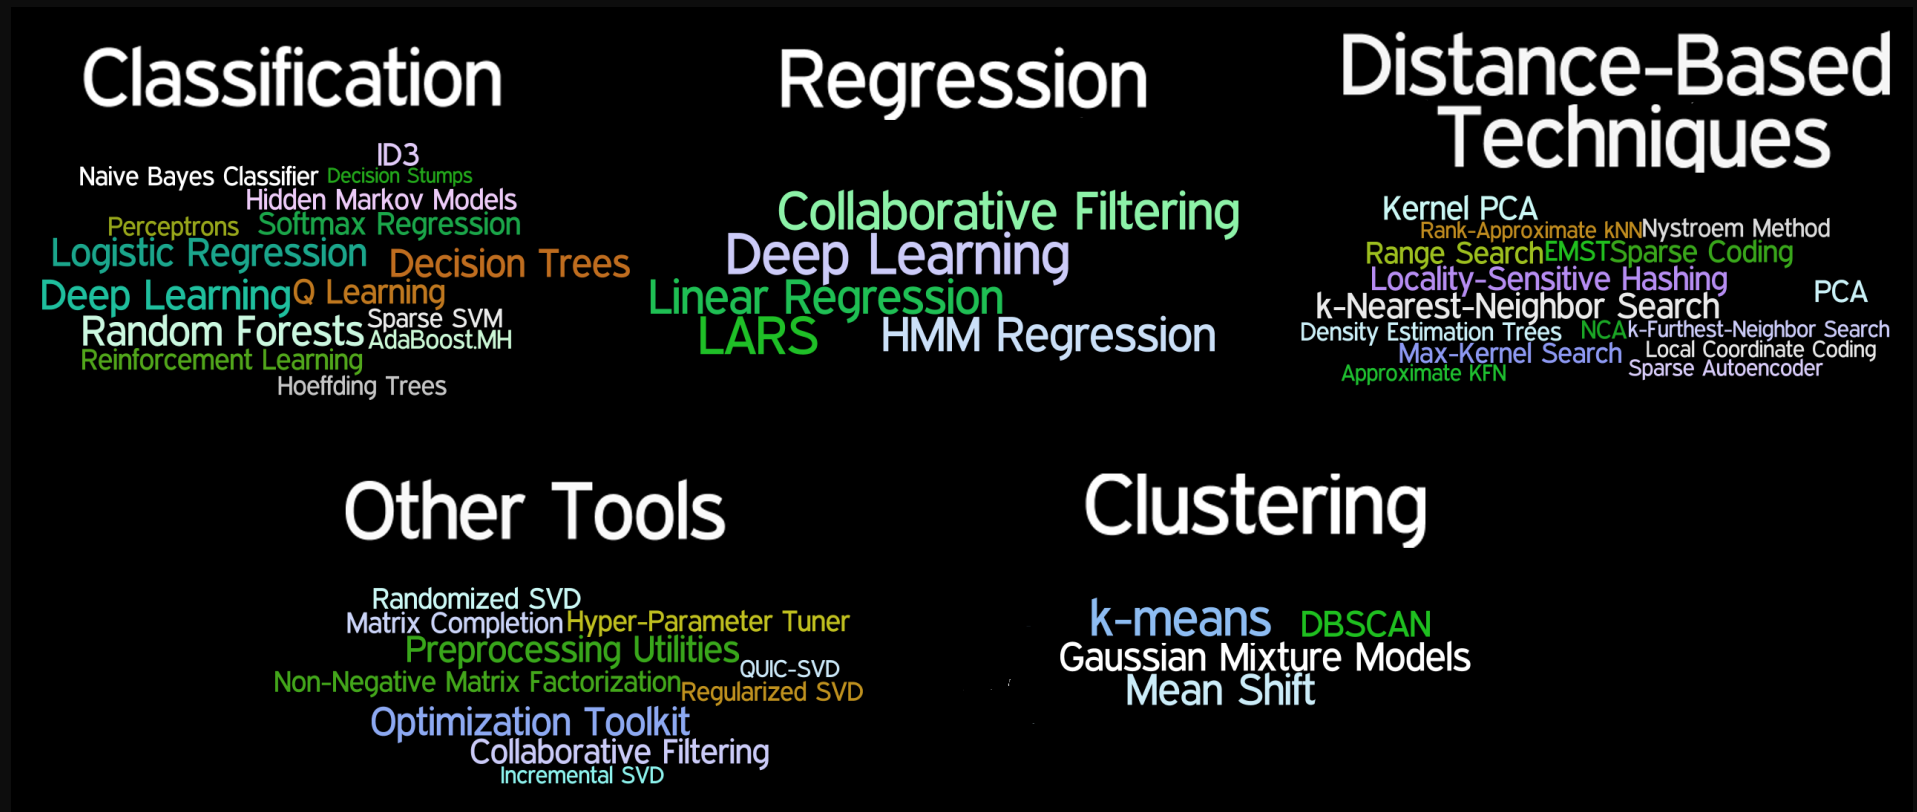 Classification
ID3
Naive Bayes Classifier Decision Stumps
Hidden Markov Models
Perceptrons Softmax Regression
Logistic Regression Decision Trees
Deep Learning Q Learning
Random Forests Sparse SVM
AdaBoost.MH
Reinforcement Learning
Hoeffding Trees
Regression
Collaborative Filtering
Deep Learning
Linear Regression
LARS HMM Regression
Distance-Based
Techniques
Kernel PCA
Rank-Approximate kNN Nystroem Method
Range Search EMST Sparse Coding
Locality-Sensitive Hashing
PCA
k-Nearest-Neighbor Search
Density Estimation Trees NCA k-Furthest-Neighbor Search
Max-Kernel Search Local Coordinate Coding
Approximate KFN Sparse Autoencoder
Other Tools
Randomized SVD
Matrix Completion Hyper-Parameter Tuner
Preprocessing Utilities
QUIC-SVD
Non-Negative Matrix Factorization Regularized SVD
Optimization Toolkit
Collaborative Filtering
Incremental SVD
Clustering
k-means DBSCAN
Gaussian Mixture Models
Mean Shift